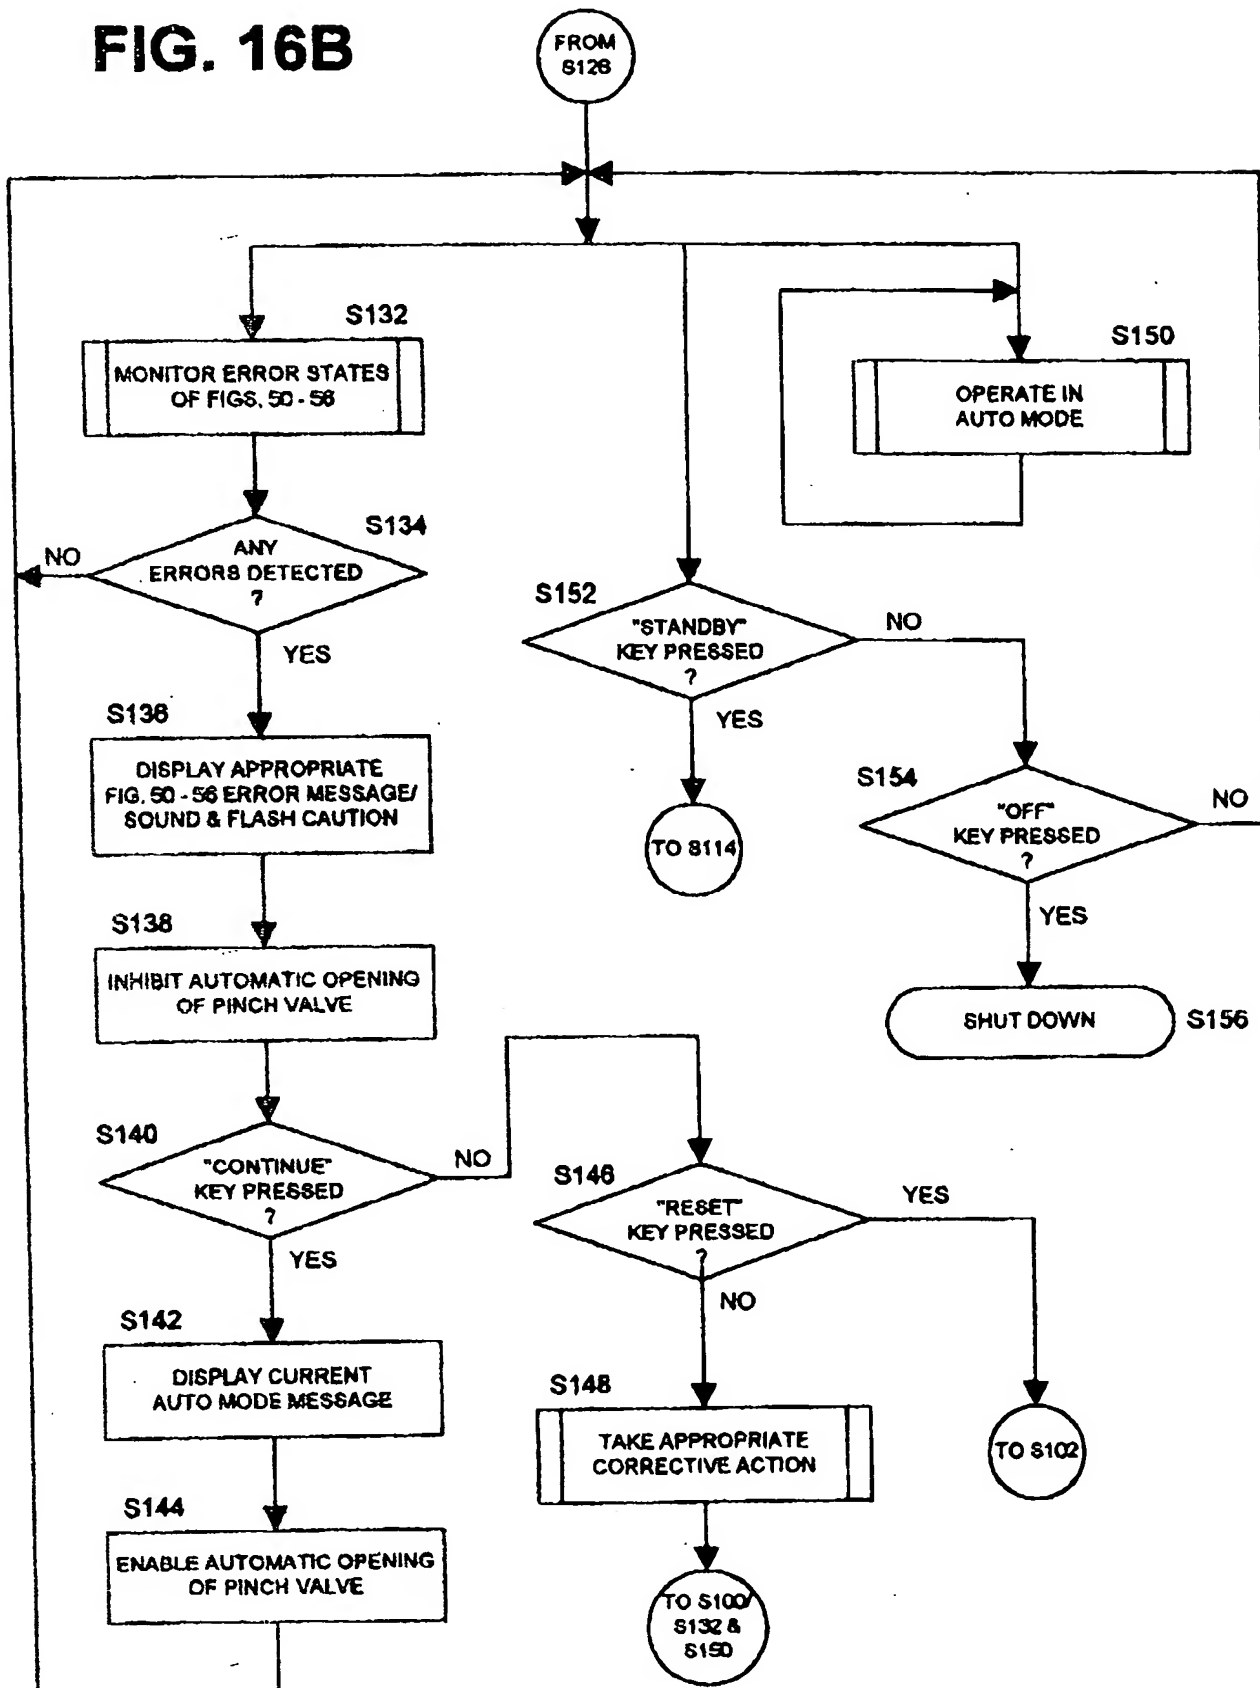 FIG. 16B
FROM
S128
S132
MONITOR ERROR STATES
OF FIGS. 50 - 56
S150
OPERATE IN
AUTO MODE
S134
ANY
ERRORS DETECTED
?
NO
YES
S152
"STANDBY"
KEY PRESSED
?
NO
YES
S136
DISPLAY APPROPRIATE
FIG. 50 - 56 ERROR MESSAGE/
SOUND & FLASH CAUTION
TO S114
S154
"OFF"
KEY PRESSED
?
NO
YES
S138
INHIBIT AUTOMATIC OPENING
OF PINCH VALVE
SHUT DOWN
S156
S140
"CONTINUE"
KEY PRESSED
?
NO
YES
S146
"RESET"
KEY PRESSED
?
YES
NO
S142
DISPLAY CURRENT
AUTO MODE MESSAGE
S148
TAKE APPROPRIATE
CORRECTIVE ACTION
TO S102
S144
ENABLE AUTOMATIC OPENING
OF PINCH VALVE
TO S100/
S132 &
S150